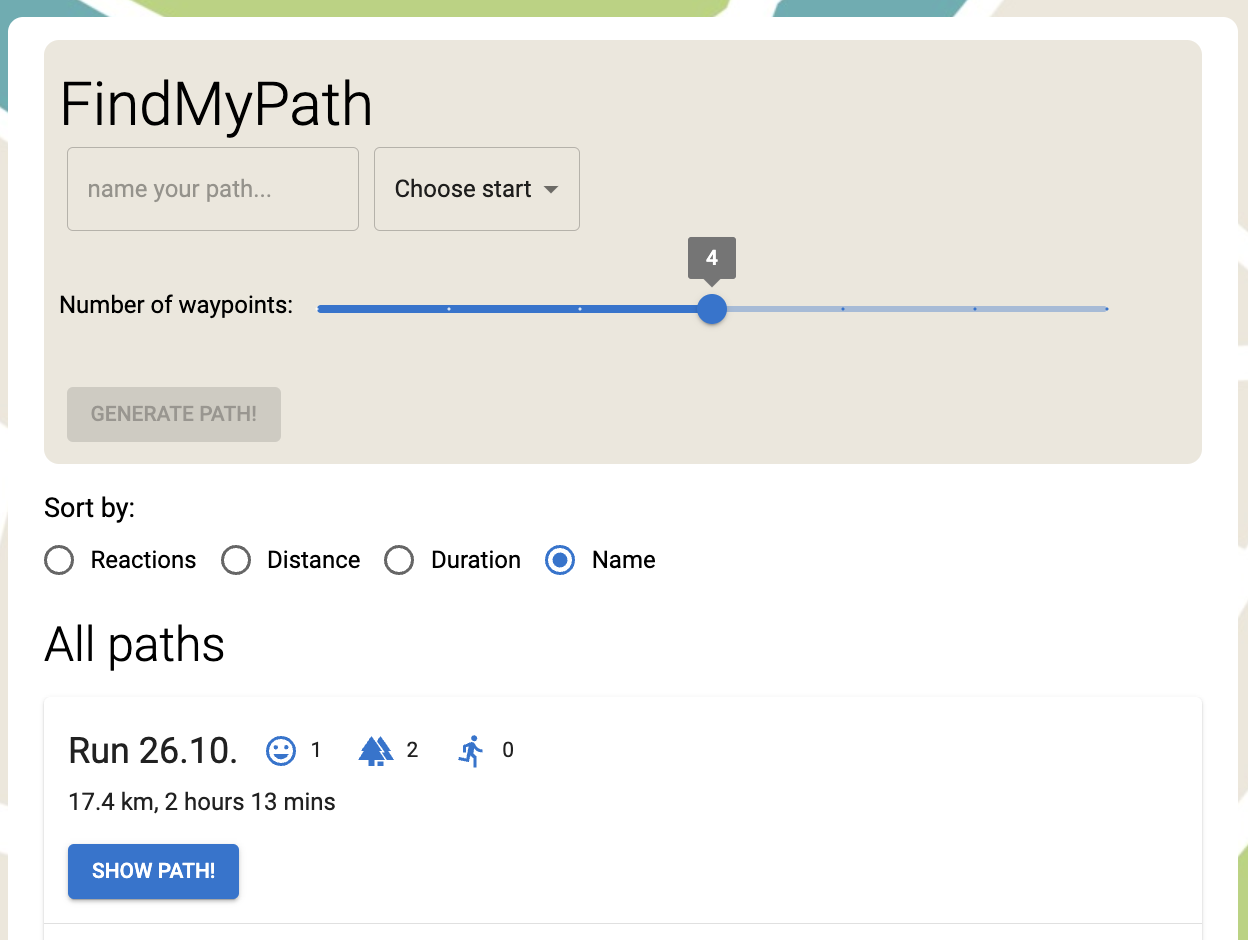 FindMyPath
name your path... Choose start
4
Number of waypoints:
GENERATE PATH!
Sort by:
Reactions Distance Duration Name
All paths
Run 26.10. 1 2 0
17.4 km, 2 hours 13 mins
SHOW PATH!